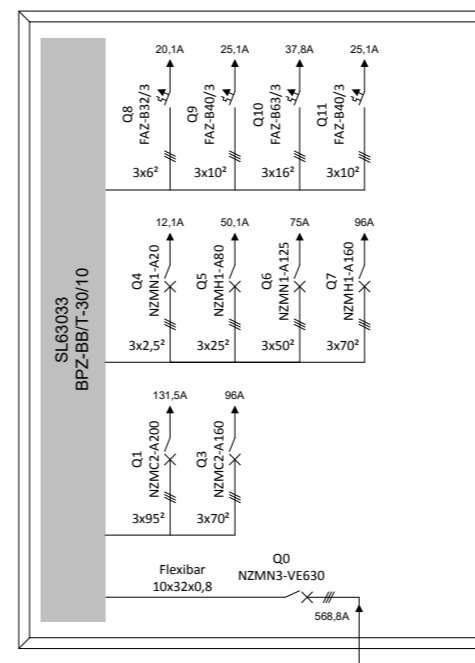 SL63033
BPZ-BB/T-30/10
20,1A
25,1A
37,8A
25,1A
Q8
FAZ-B32/3
Q9
FAZ-B40/3
Q10
FAZ-B63/3
Q11
FAZ-B40/3
3x6²
3x10²
3x16²
3x10²
12,1A
50,1A
75A
96A
Q4
NZMN1-A20
Q5
NZMH1-A80
Q6
NZMN1-A125
Q7
NZMH1-A160
3x2,5²
3x25²
3x50²
3x70²
131,5A
96A
Q1
NZMC2-A200
Q3
NZMC2-A160
3x95²
3x70²
Flexibar
10x32x0,8
Q0
NZMN3-VE630
568,8A